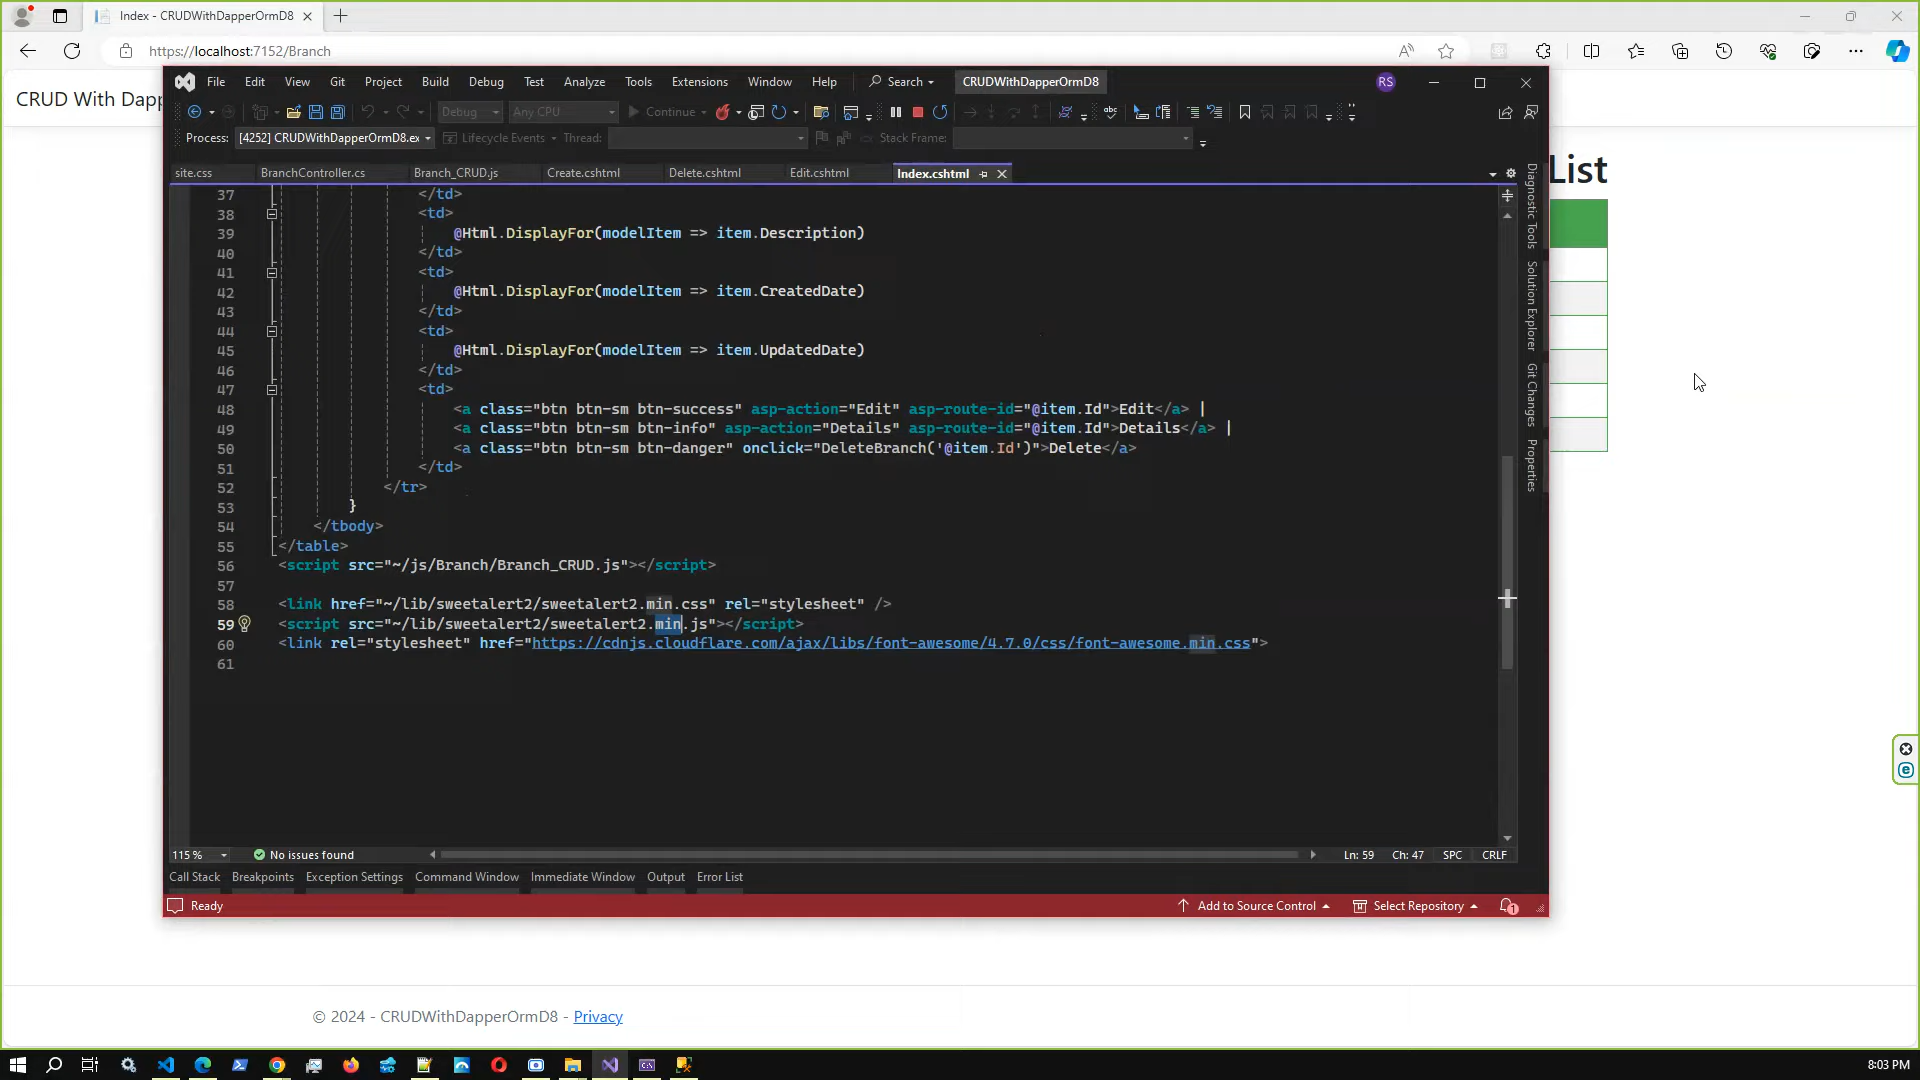 Index - CRUDWithDapperOrmD8
https://localhost:7152/Branch
CRUD With Dapp
List
File Edit View Git Project Build Debug Test Analyze Tools Extensions Window Help Search CRUDWithDapperOrmD8 RS
Debug Any CPU Continue
Process: [4252] CRUDWithDapperOrmD8.ex Lifecycle Events Thread: Stack Frame:
site.css BranchController.cs Branch_CRUD.js Create.cshtml Delete.cshtml Edit.cshtml Index.cshtml
37 </td>
38 <td>
39 @Html.DisplayFor(modelItem => item.Description)
40 </td>
41 <td>
42 @Html.DisplayFor(modelItem => item.CreatedDate)
43 </td>
44 <td>
45 @Html.DisplayFor(modelItem => item.UpdatedDate)
46 </td>
47 <td>
48 <a class="btn btn-sm btn-success" asp-action="Edit" asp-route-id="@item.Id">Edit</a> |
49 <a class="btn btn-sm btn-info" asp-action="Details" asp-route-id="@item.Id">Details</a> |
50 <a class="btn btn-sm btn-danger" onclick="DeleteBranch('@item.Id')">Delete</a>
51 </td>
52 </tr>
53 }
54 </tbody>
55 </table>
56 <script src="~/js/Branch/Branch_CRUD.js"></script>
57
58 <link href="~/lib/sweetalert2/sweetalert2.min.css" rel="stylesheet" />
59 <script src="~/lib/sweetalert2/sweetalert2.min.js"></script>
60 <link rel="stylesheet" href="https://cdnjs.cloudflare.com/ajax/libs/font-awesome/4.7.0/css/font-awesome.min.css">
61
Diagnostic Tools
Solution Explorer
Git Changes
Properties
115 % No issues found Ln: 59 Ch: 47 SPC CRLF
Call Stack Breakpoints Exception Settings Command Window Immediate Window Output Error List
Ready Add to Source Control Select Repository 1
© 2024 - CRUDWithDapperOrmD8 - Privacy
8:03 PM